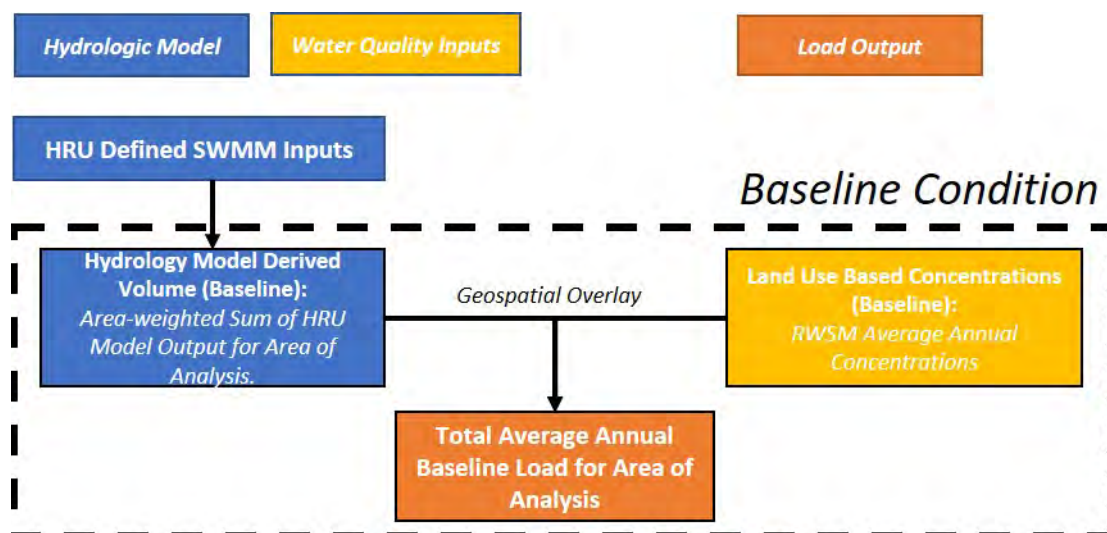 Hydrologic Model
Water Quality Inputs
Load Output
HRU Defined SWMM Inputs
Baseline Condition
Hydrology Model Derived
Volume (Baseline):
Area-weighted Sum of HRU
Model Output for Area of
Analysis.
Geospatial Overlay
Land Use Based Concentrations
(Baseline):
RWSM Average Annual
Concentrations
Total Average Annual
Baseline Load for Area of
Analysis